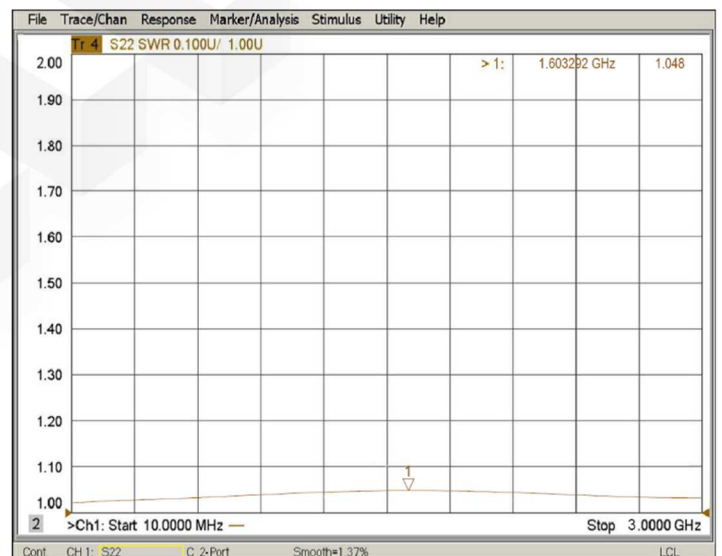 File Trace/Chan Response Marker/Analysis Stimulus Utility Help
Tr 4 S22 SWR 0.100U/ 1.00U
> 1: 1.603292 GHz 1.048
2.00
1.90
1.80
1.70
1.60
1.50
1.40
1.30
1.20
1.10
1
1.00
2 >Ch1: Start 10.0000 MHz — Stop 3.0000 GHz
Cont CH 1: S22 C 2-Port Smooth=1.37% LCL